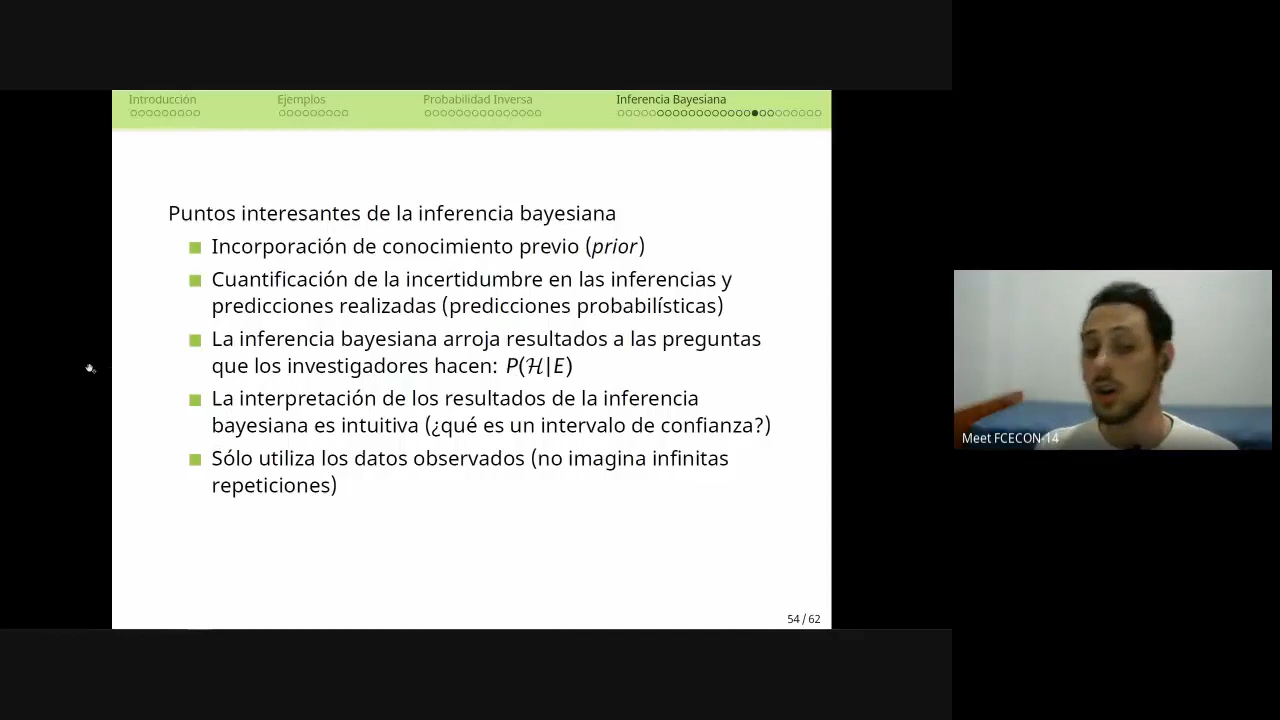 Introducción Ejemplos Probabilidad Inversa Inferencia Bayesiana
Puntos interesantes de la inferencia bayesiana
Incorporación de conocimiento previo (prior)
Cuantificación de la incertidumbre en las inferencias y
predicciones realizadas (predicciones probabilísticas)
La inferencia bayesiana arroja resultados a las preguntas
que los investigadores hacen: P(ℋ|E)
La interpretación de los resultados de la inferencia
bayesiana es intuitiva (¿qué es un intervalo de confianza?)
Sólo utiliza los datos observados (no imagina infinitas
repeticiones)
54 / 62
Meet FCECON-14